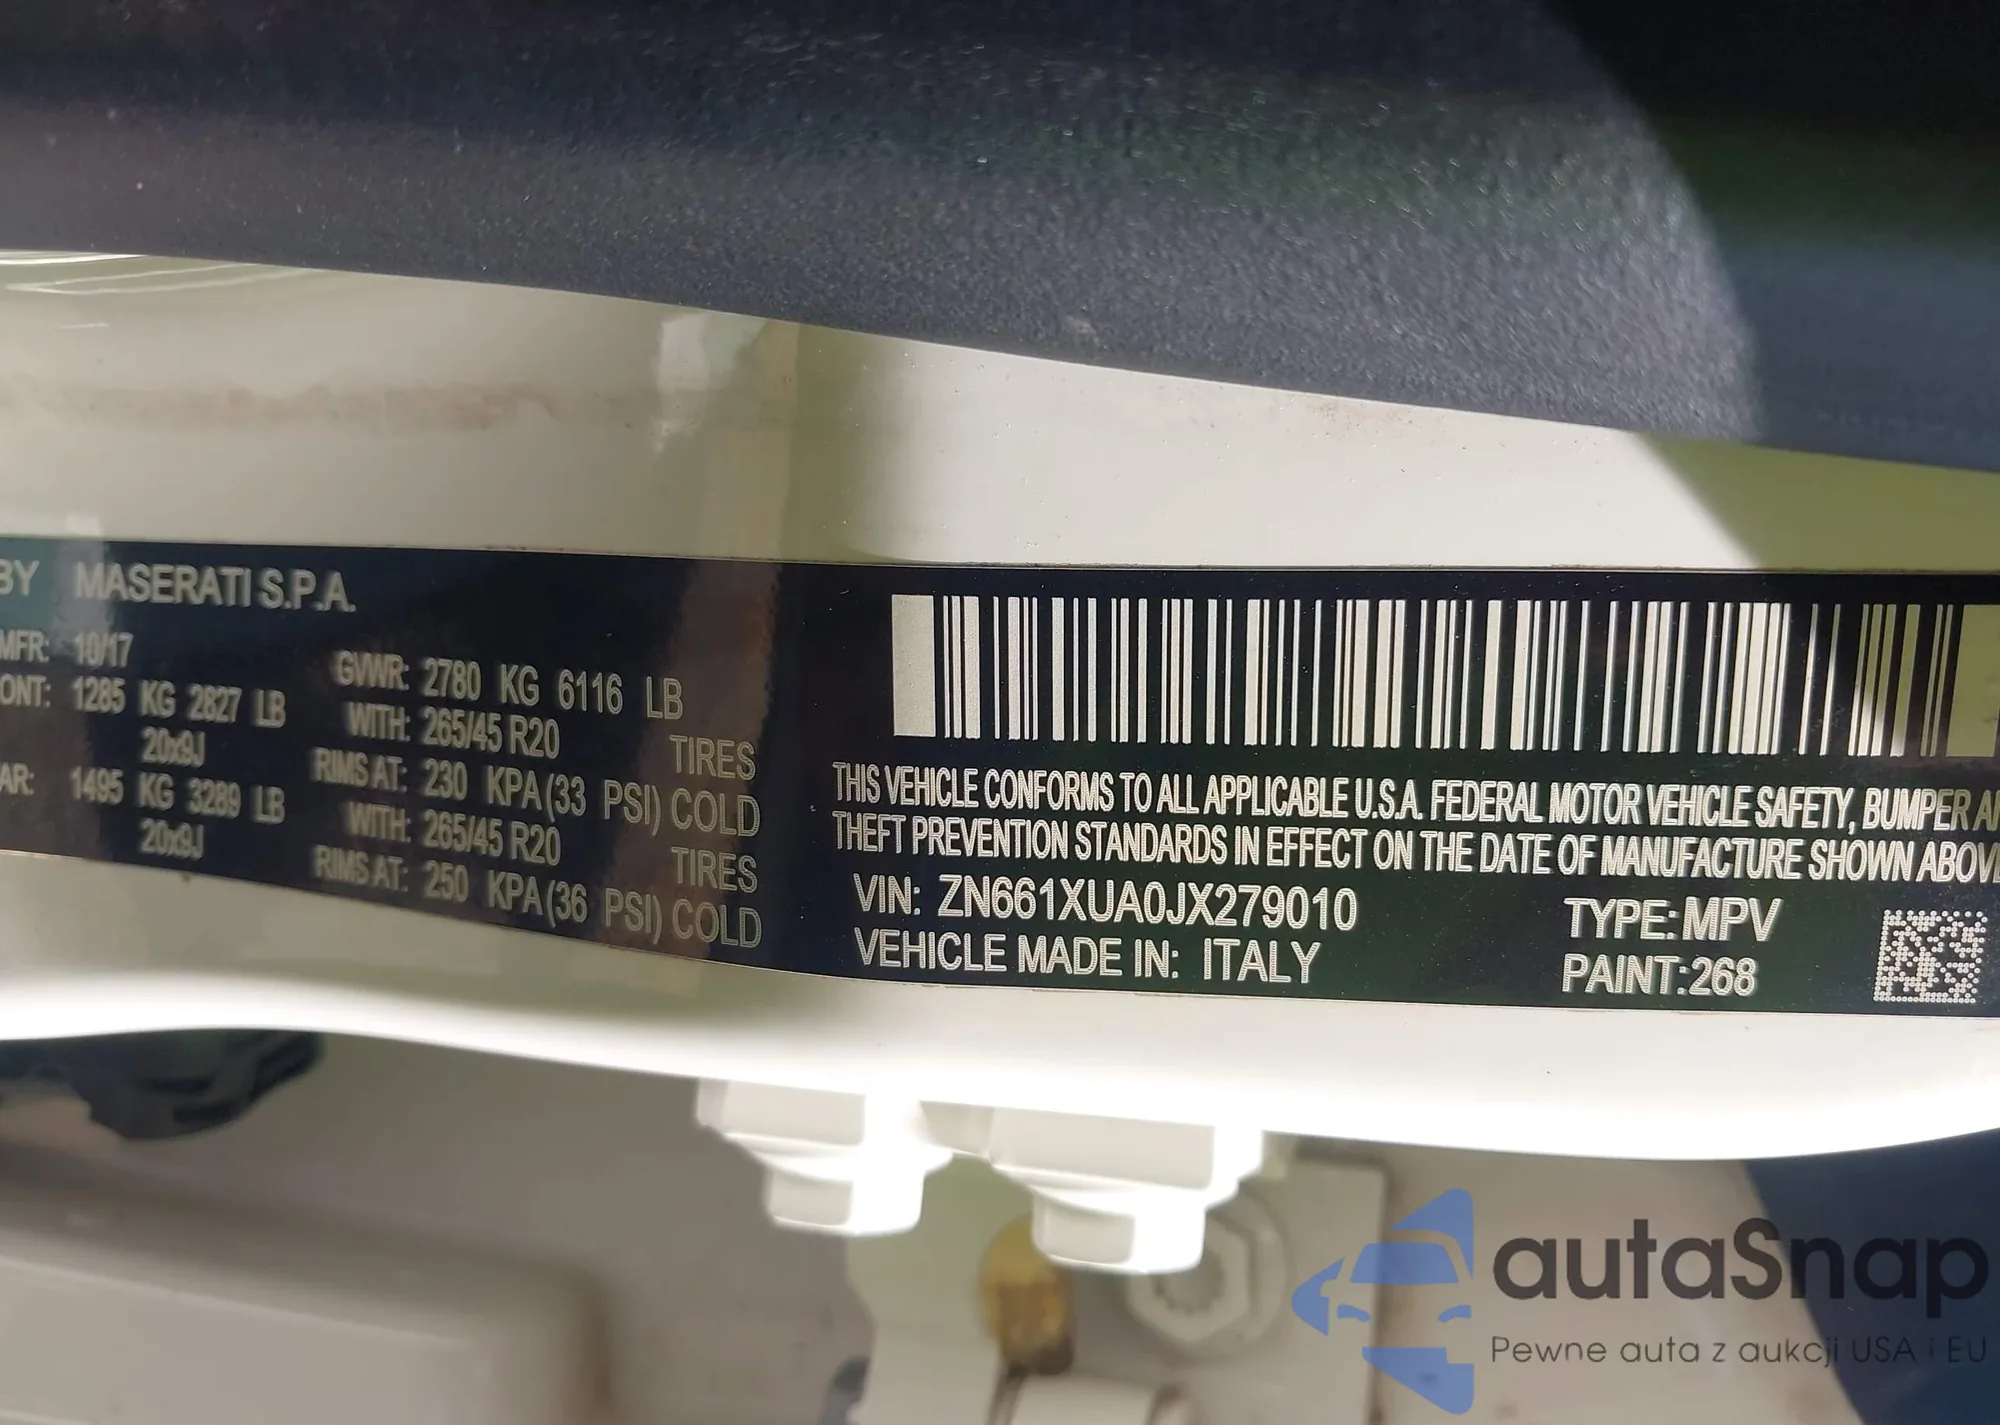 BY MASERATI S.P.A.
MFR: 10/17
ONT: 1285 KG 2827 LB
20x9J
AR: 1495 KG 3289 LB
20x9J
GVWR: 2780 KG 6116 LB
WITH: 265/45 R20 TIRES
RIMS AT: 230 KPA (33 PSI) COLD
WITH: 265/45 R20 TIRES
RIMS AT: 250 KPA (36 PSI) COLD
THIS VEHICLE CONFORMS TO ALL APPLICABLE U.S.A. FEDERAL MOTOR VEHICLE SAFETY, BUMPER A
THEFT PREVENTION STANDARDS IN EFFECT ON THE DATE OF MANUFACTURE SHOWN ABOV
VIN: ZN661XUA0JX279010 TYPE: MPV
VEHICLE MADE IN: ITALY PAINT: 268
autaSnap
Pewne auta z aukcji USA i EU